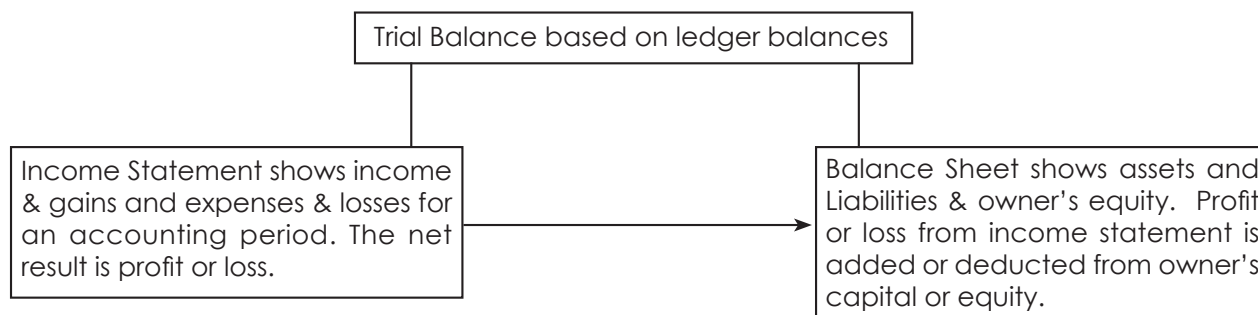 Trial Balance based on ledger balances
Income Statement shows income
& gains and expenses & losses for
an accounting period. The net
result is profit or loss.
Balance Sheet shows assets and
Liabilities & owner’s equity. Profit
or loss from income statement is
added or deducted from owner’s
capital or equity.